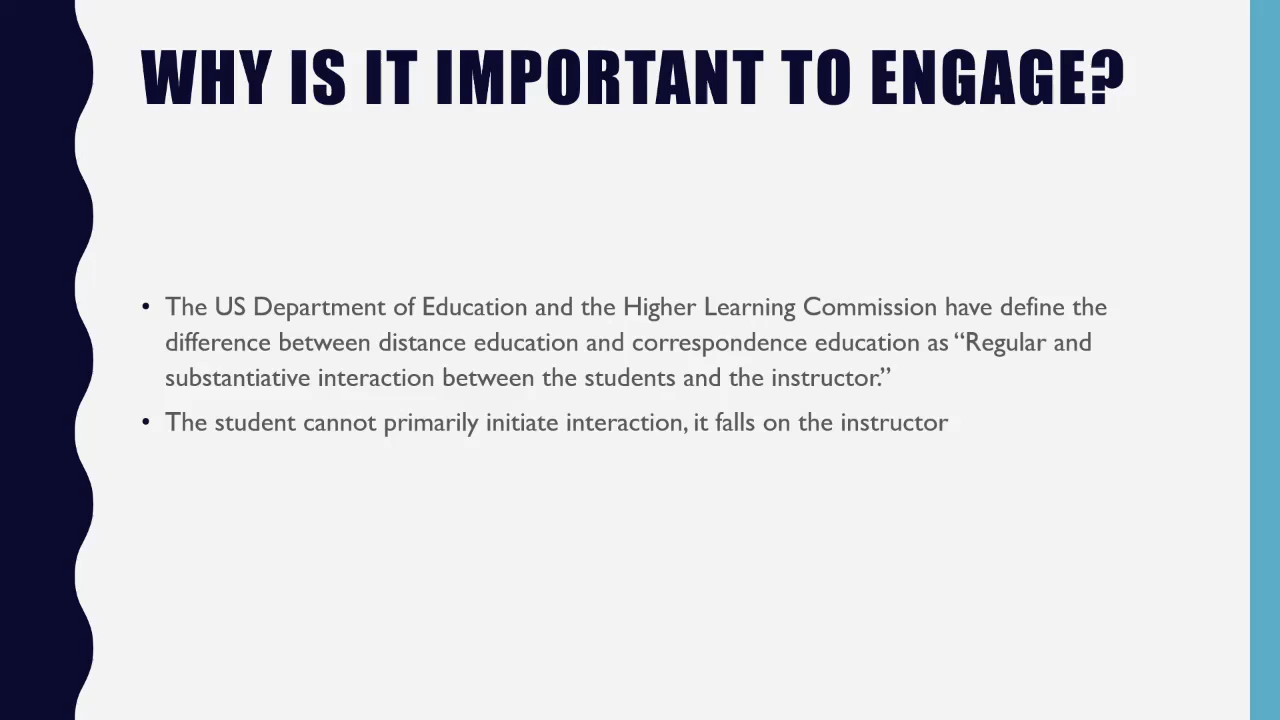 WHY IS IT IMPORTANT TO ENGAGE?
• The US Department of Education and the Higher Learning Commission have define the
difference between distance education and correspondence education as “Regular and
substantiative interaction between the students and the instructor.”
• The student cannot primarily initiate interaction, it falls on the instructor